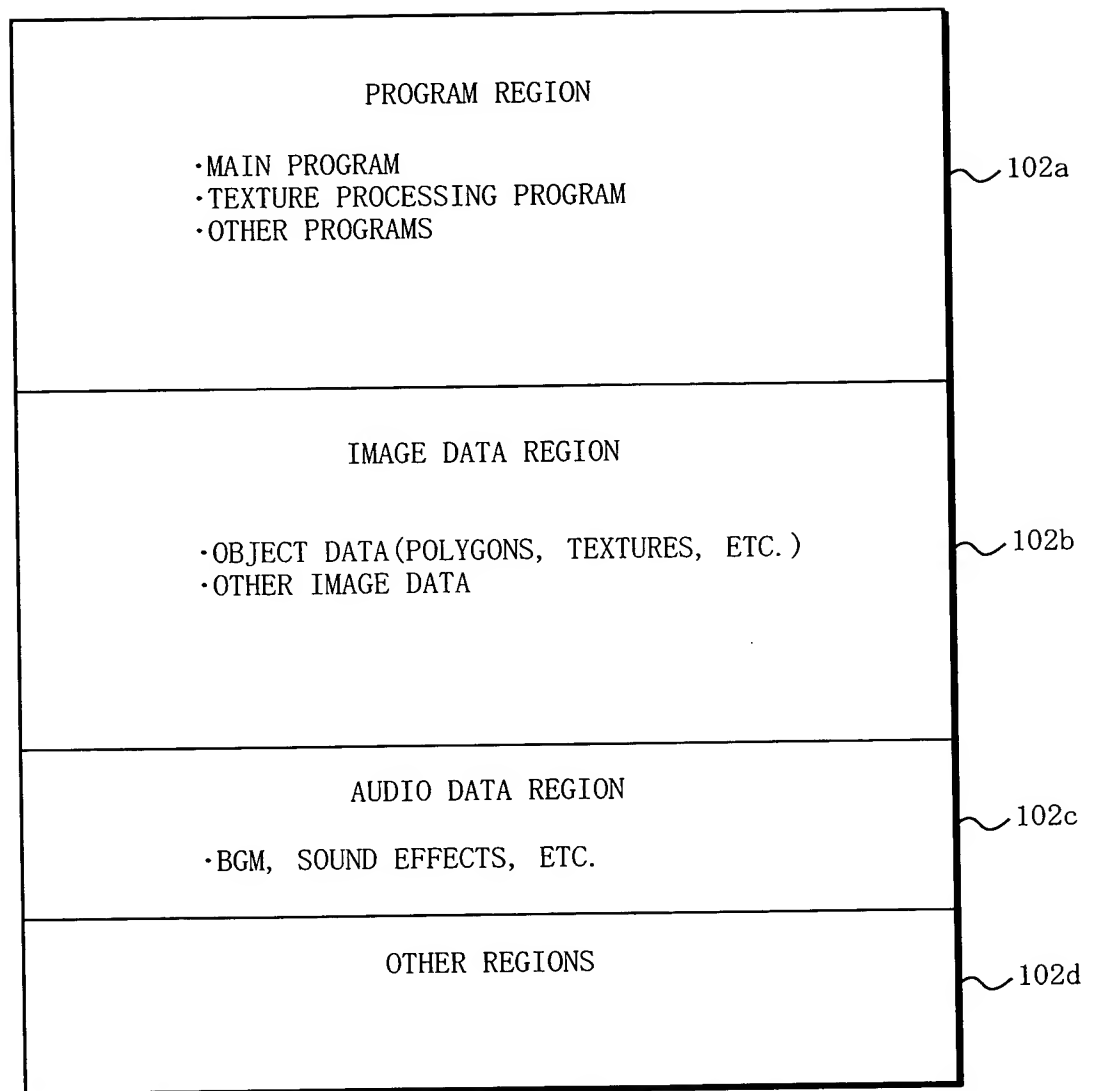 PROGRAM REGION
·MAIN PROGRAM
·TEXTURE PROCESSING PROGRAM
·OTHER PROGRAMS
102a
IMAGE DATA REGION
·OBJECT DATA(POLYGONS, TEXTURES, ETC.)
·OTHER IMAGE DATA
102b
AUDIO DATA REGION
·BGM, SOUND EFFECTS, ETC.
102c
OTHER REGIONS
102d